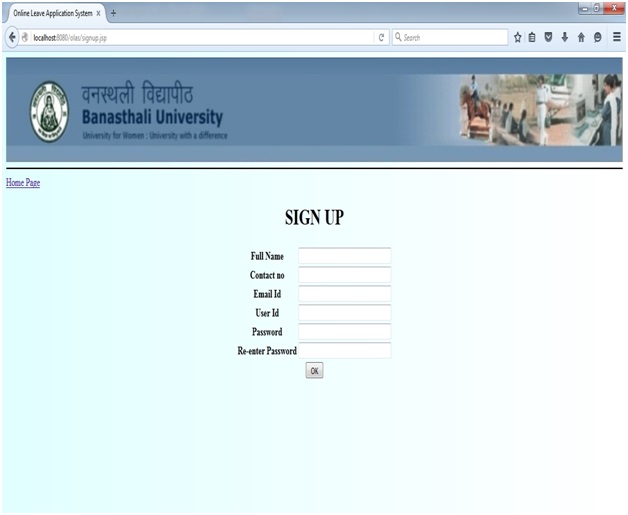 Online Leave Application System
localhost:8080/olas/signup.jsp
Search
वनस्थली विद्यापीठ
Banasthali University
University for Women : University with a difference
Home Page
SIGN UP
Full Name
Contact no
Email Id
User Id
Password
Re-enter Password
OK